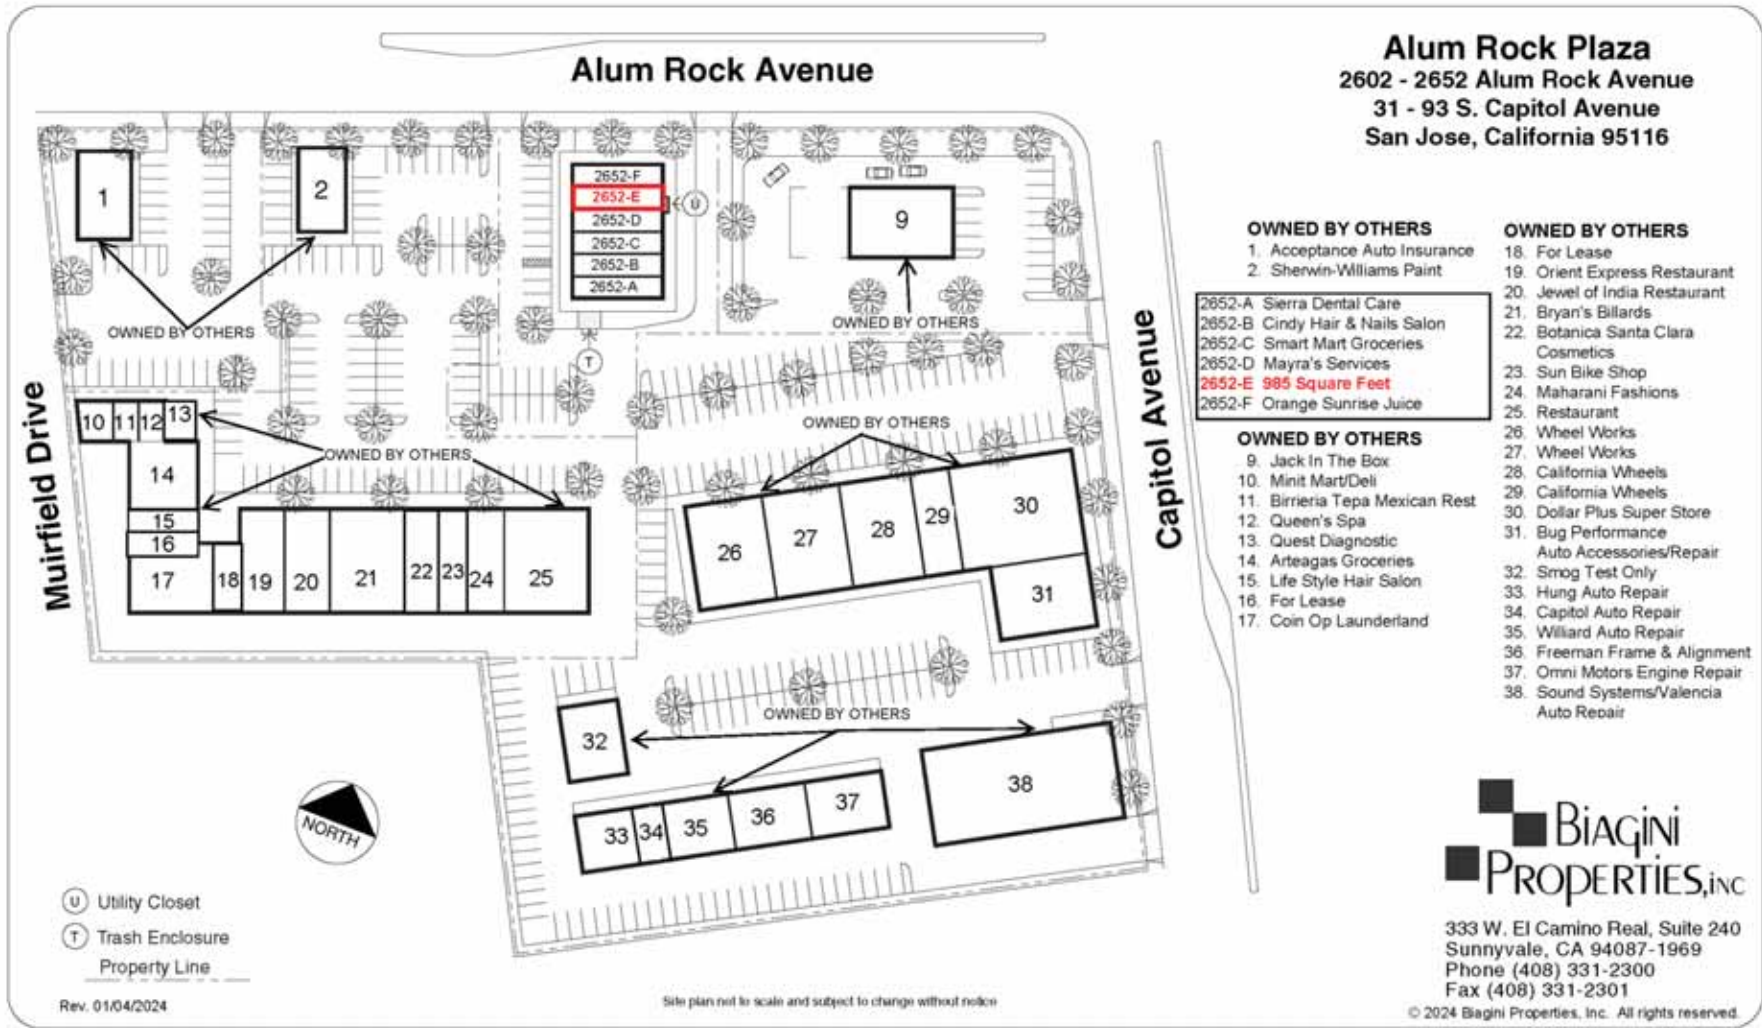 Alum Rock Avenue
Alum Rock Plaza
2602 - 2652 Alum Rock Avenue
31 - 93 S. Capitol Avenue
San Jose, California 95116
1
2
2652-F
2652-E
2652-D
2652-C
2652-B
2652-A
U
T
9
OWNED BY OTHERS
OWNED BY OTHERS
Muirfield Drive
Capitol Avenue
10
11
12
13
14
15
16
17
18
19
20
21
22
23
24
25
OWNED BY OTHERS
OWNED BY OTHERS
26
27
28
29
30
31
OWNED BY OTHERS
32
33
34
35
36
37
38
NORTH
U Utility Closet
T Trash Enclosure
Property Line
Rev. 01/04/2024
Site plan not to scale and subject to change without notice
OWNED BY OTHERS
1. Acceptance Auto Insurance
2. Sherwin-Williams Paint
2652-A Sierra Dental Care
2652-B Cindy Hair & Nails Salon
2652-C Smart Mart Groceries
2652-D Mayra's Services
2652-E 985 Square Feet
2652-F Orange Sunrise Juice
OWNED BY OTHERS
9. Jack In The Box
10. Minit Mart/Deli
11. Birrieria Tepa Mexican Rest
12. Queen's Spa
13. Quest Diagnostic
14. Arteagas Groceries
15. Life Style Hair Salon
16. For Lease
17. Coin Op Launderland
OWNED BY OTHERS
18. For Lease
19. Orient Express Restaurant
20. Jewel of India Restaurant
21. Bryan's Billards
22. Botanica Santa Clara
Cosmetics
23. Sun Bike Shop
24. Maharani Fashions
25. Restaurant
26. Wheel Works
27. Wheel Works
28. California Wheels
29. California Wheels
30. Dollar Plus Super Store
31. Bug Performance
Auto Accessories/Repair
32. Smog Test Only
33. Hung Auto Repair
34. Capitol Auto Repair
35. Williard Auto Repair
36. Freeman Frame & Alignment
37. Omni Motors Engine Repair
38. Sound Systems/Valencia
Auto Repair
BiAGiNi
PROPERTiES,iNC
333 W. El Camino Real, Suite 240
Sunnyvale, CA 94087-1969
Phone (408) 331-2300
Fax (408) 331-2301
© 2024 Biagini Properties, Inc. All rights reserved.